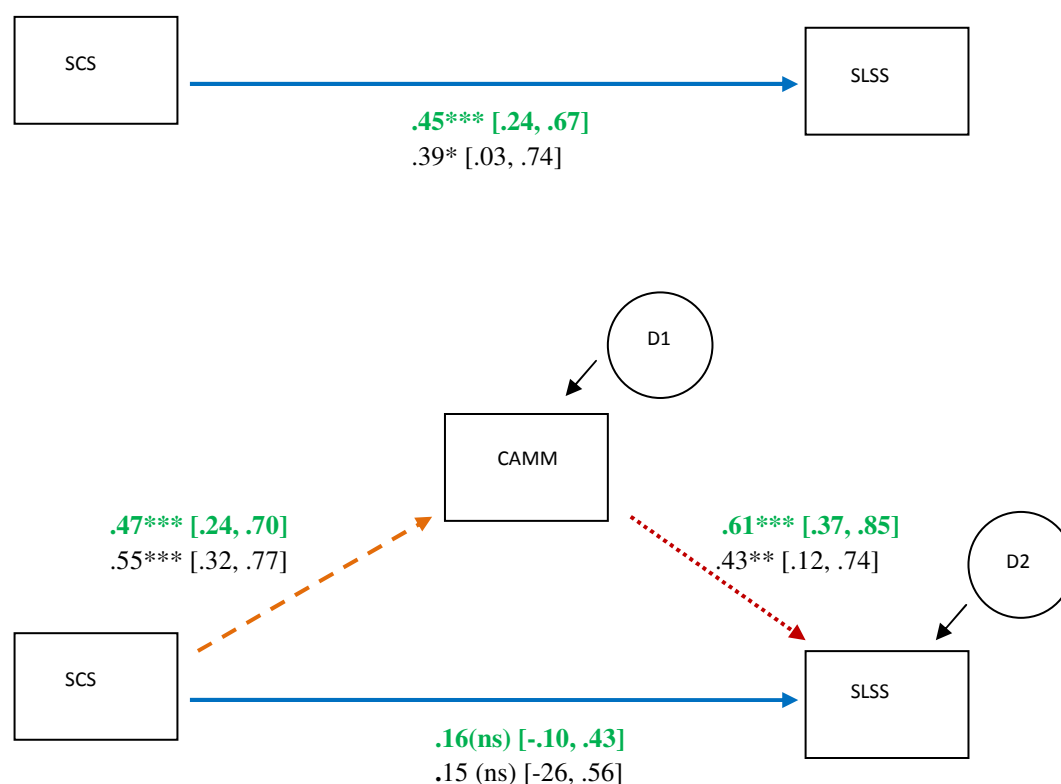 SCS
SLSS
.45*** [.24, .67]
.39* [.03, .74]
D1
CAMM
.47*** [.24, .70]
.55*** [.32, .77]
.61*** [.37, .85]
.43** [.12, .74]
D2
SCS
SLSS
.16(ns) [-.10, .43]
.15 (ns) [-26, .56]